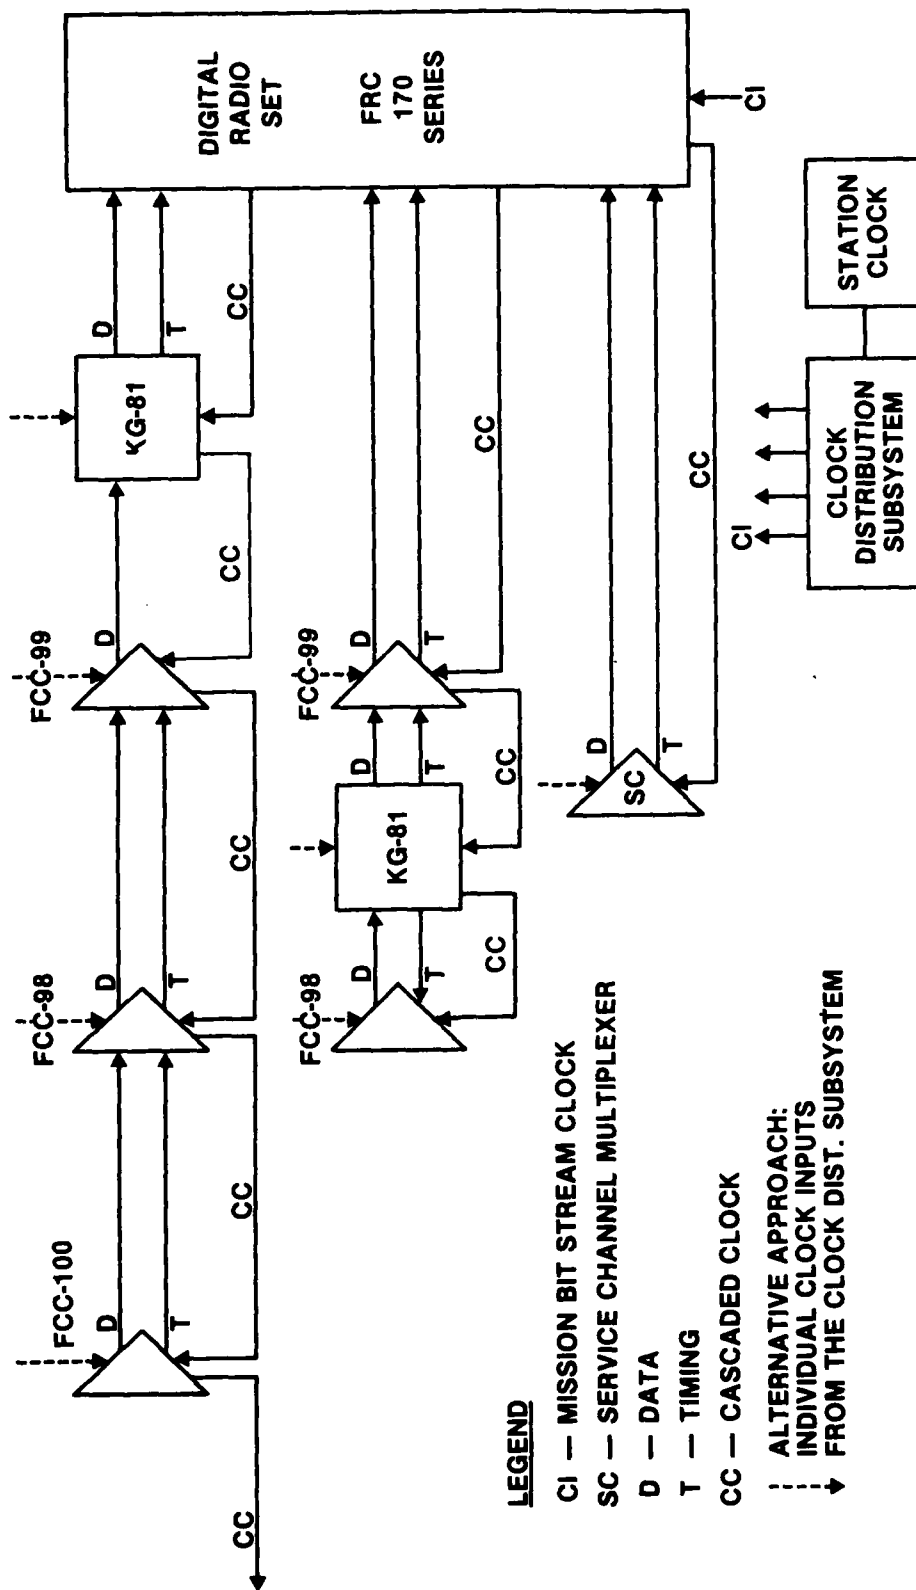 FCC-100
D
T
CC
CC
FCC-98
D
T
CC
FCC-99
D
CC
KG-81
D
T
CC
DIGITAL
RADIO
SET
FRC
170
SERIES
CI
FCC-98
D
T
CC
KG-81
D
T
CC
FCC-99
D
T
CC
SC
D
T
CC
CI
CLOCK
DISTRIBUTION
SUBSYSTEM
STATION
CLOCK
LEGEND
CI — MISSION BIT STREAM CLOCK
SC — SERVICE CHANNEL MULTIPLEXER
D — DATA
T — TIMING
CC — CASCADED CLOCK
ALTERNATIVE APPROACH:
INDIVIDUAL CLOCK INPUTS
FROM THE CLOCK DIST. SUBSYSTEM